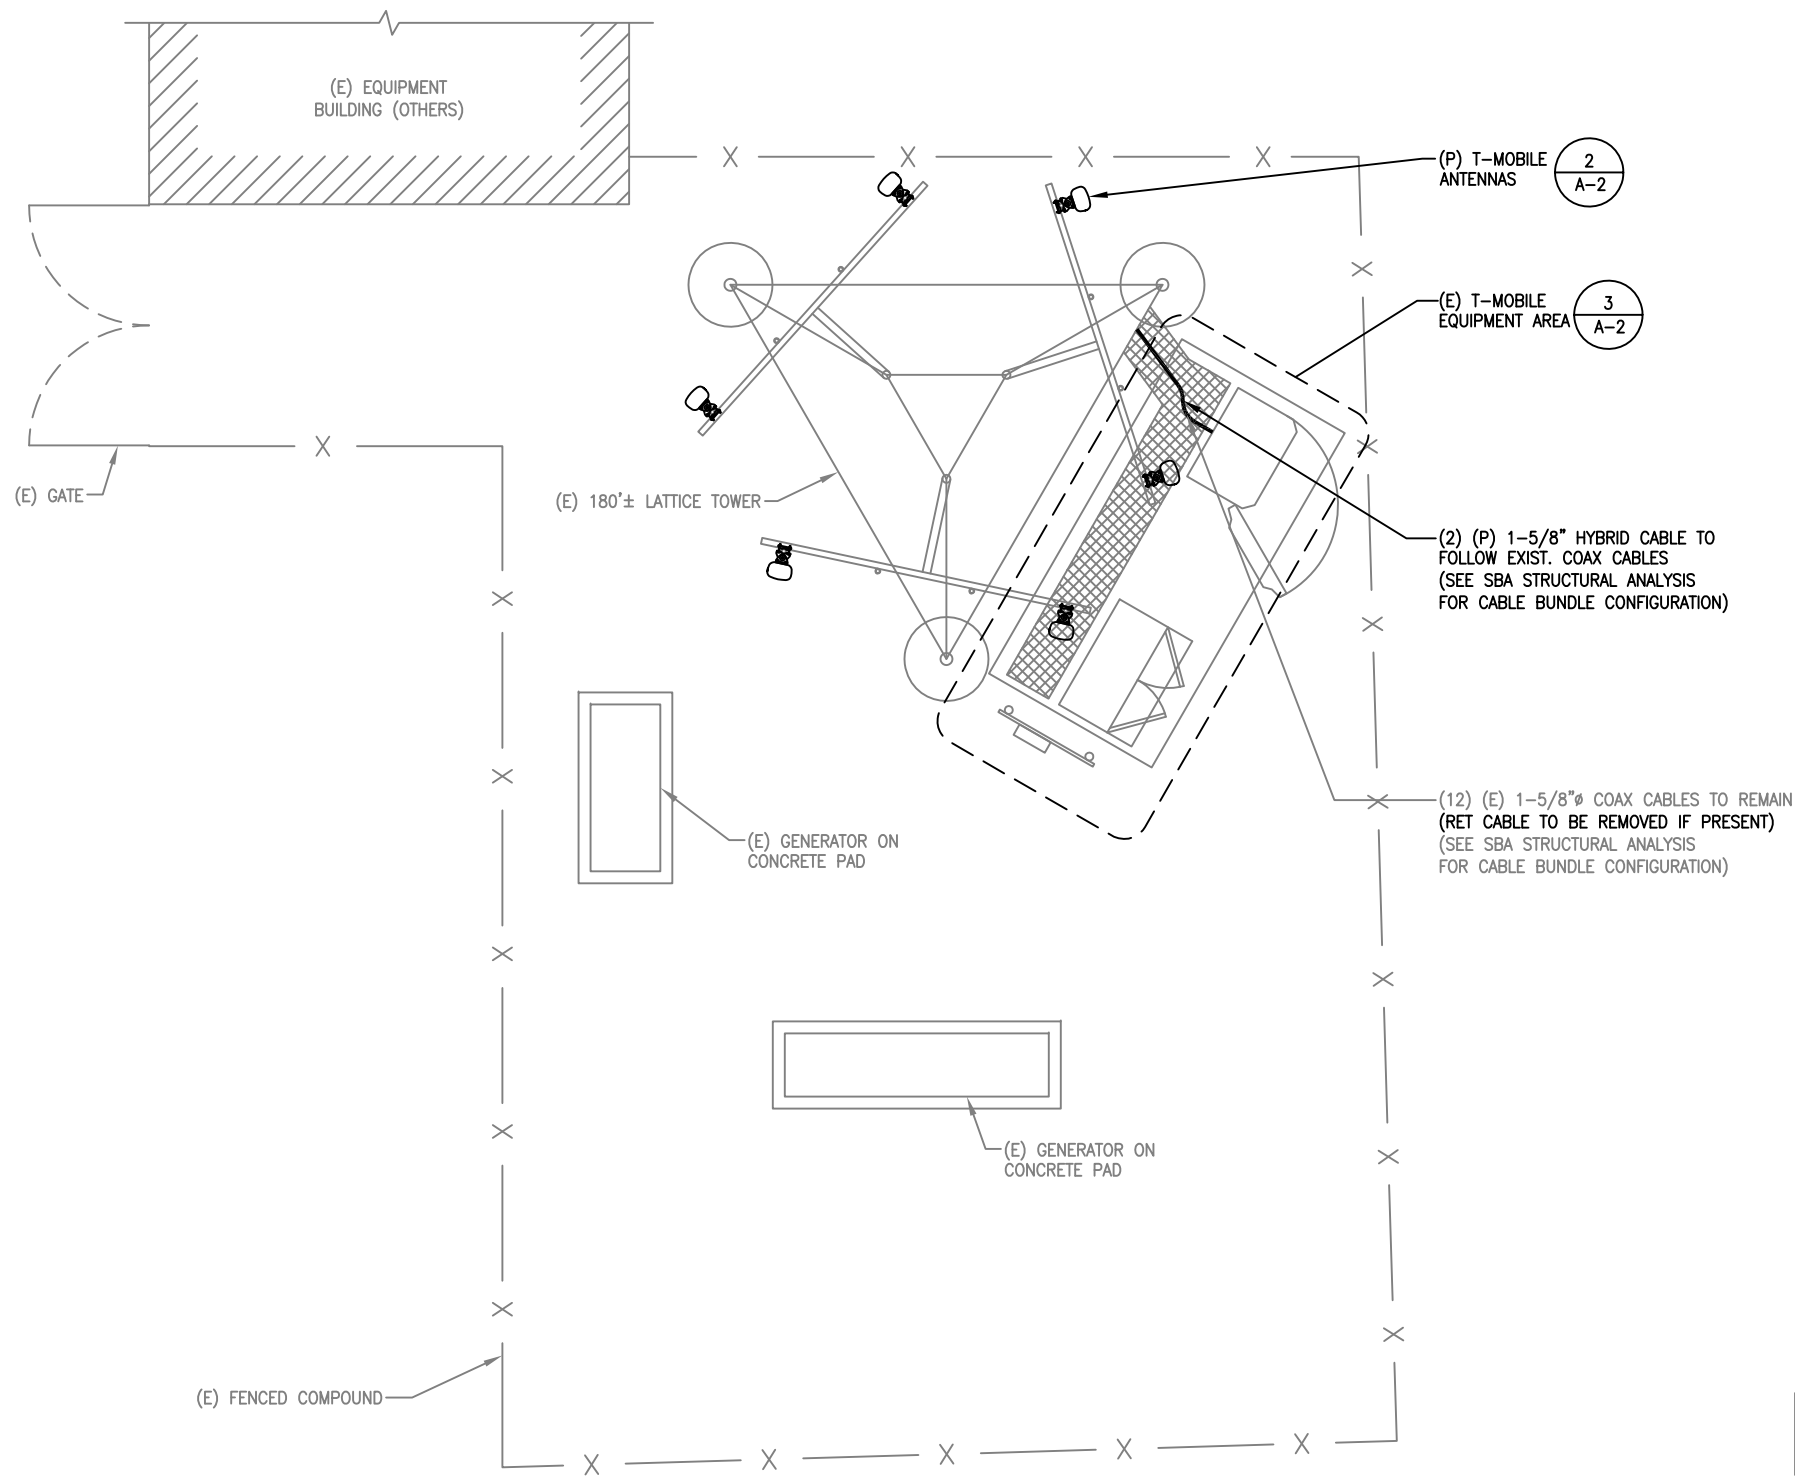 (E) EQUIPMENT
BUILDING (OTHERS)
(P) T-MOBILE
ANTENNAS
2
A-2
(E) T-MOBILE
EQUIPMENT AREA
3
A-2
(E) GATE
(E) 180'± LATTICE TOWER
(2) (P) 1-5/8" HYBRID CABLE TO
FOLLOW EXIST. COAX CABLES
(SEE SBA STRUCTURAL ANALYSIS
FOR CABLE BUNDLE CONFIGURATION)
(12) (E) 1-5/8"ø COAX CABLES TO REMAIN
(RET CABLE TO BE REMOVED IF PRESENT)
(SEE SBA STRUCTURAL ANALYSIS
FOR CABLE BUNDLE CONFIGURATION)
(E) GENERATOR ON
CONCRETE PAD
(E) GENERATOR ON
CONCRETE PAD
(E) FENCED COMPOUND